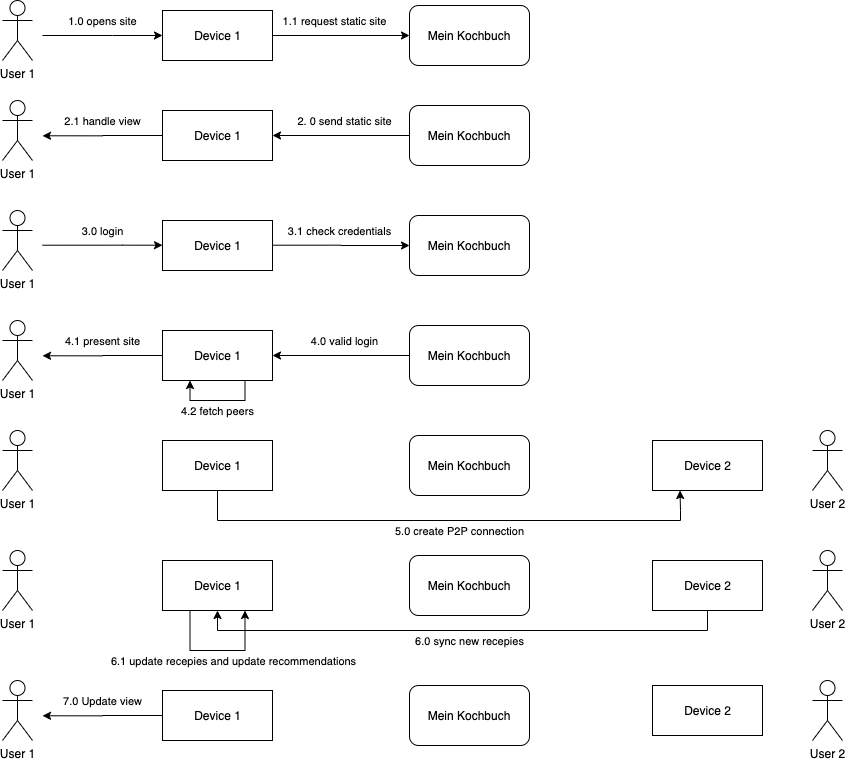 1.0 opens site
Device 1
1.1 request static site
Mein Kochbuch
User 1
2.1 handle view
Device 1
2. 0 send static site
Mein Kochbuch
User 1
3.0 login
Device 1
3.1 check credentials
Mein Kochbuch
User 1
4.1 present site
Device 1
4.0 valid login
Mein Kochbuch
User 1
4.2 fetch peers
Device 1
Mein Kochbuch
Device 2
User 1
User 2
5.0 create P2P connection
Device 1
Mein Kochbuch
Device 2
User 1
User 2
6.0 sync new recepies
6.1 update recepies and update recommendations
7.0 Update view
Device 1
Mein Kochbuch
Device 2
User 1
User 2